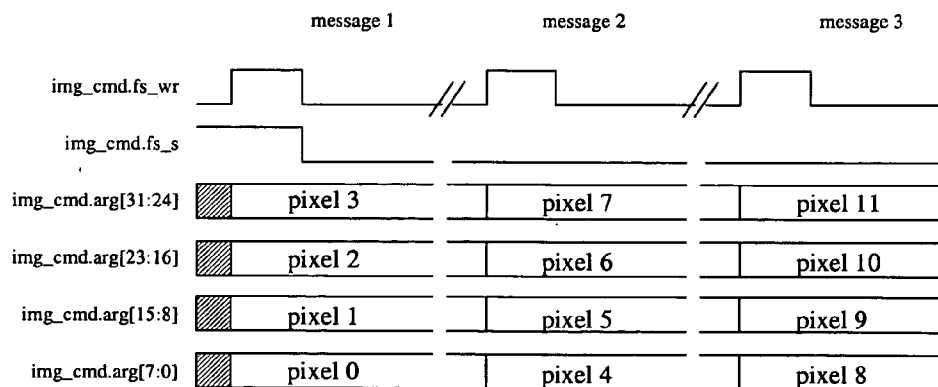 message 1 message 2 message 3
img_cmd.fs_wr
img_cmd.fs_s
img_cmd.arg[31:24] pixel 3 pixel 7 pixel 11
img_cmd.arg[23:16] pixel 2 pixel 6 pixel 10
img_cmd.arg[15:8] pixel 1 pixel 5 pixel 9
img_cmd.arg[7:0] pixel 0 pixel 4 pixel 8